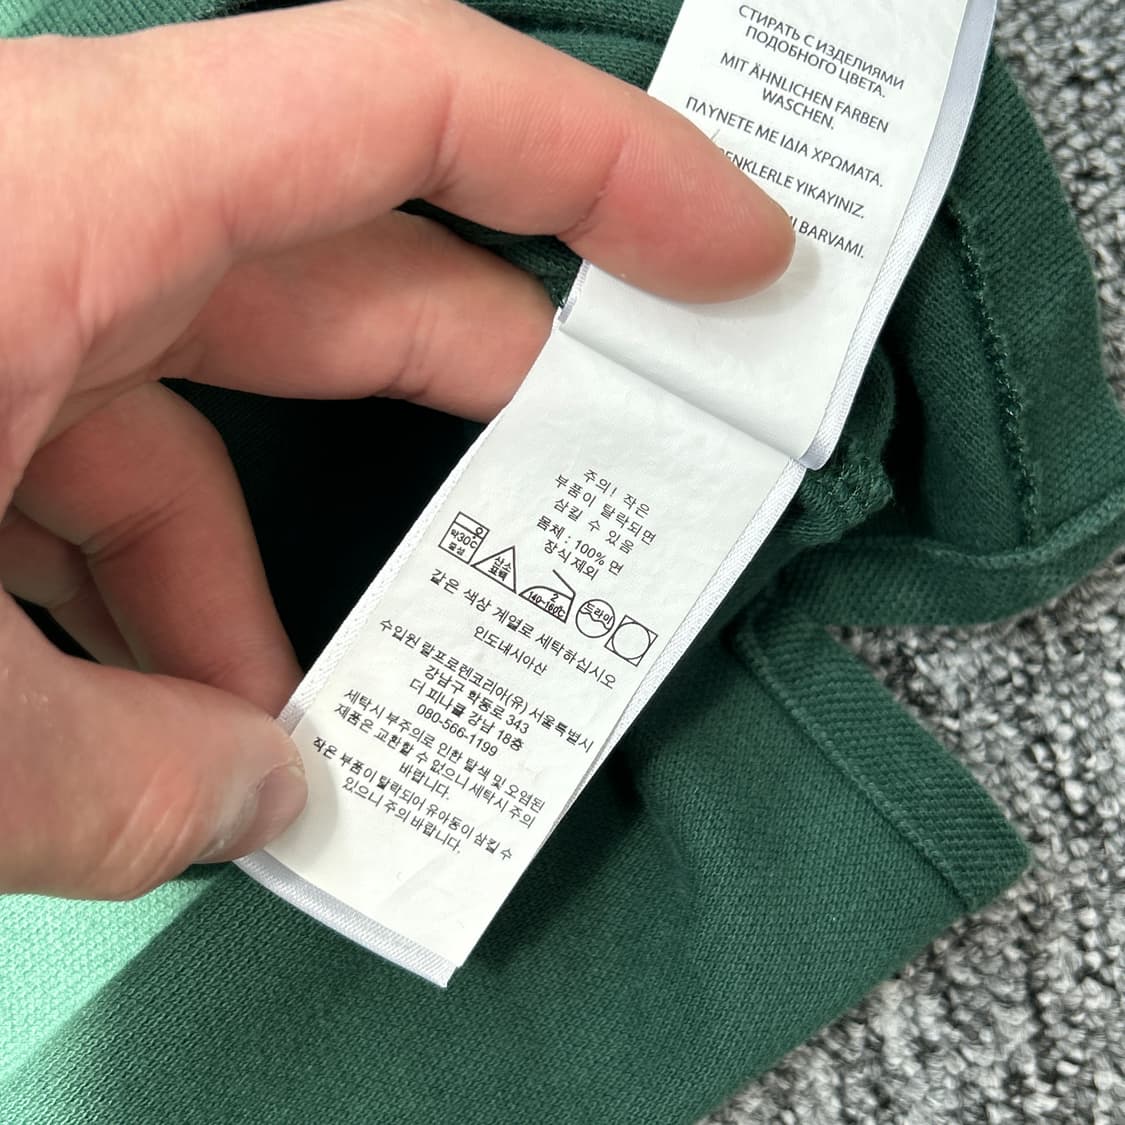 СТИРАТЬ С ИЗДЕЛИЯМИ
ПОДОБНОГО ЦВЕТА.
MIT ÄHNLICHEN FARBEN
WASCHEN.
ΠΛΥΝΕΤΕ ΜΕ ΙΔΙΑ ΧΡΩΜΑΤΑ.
RENKLERLE YIKAYINIZ.
BARVAMI.
주의! 작은
부품이 탈락되면
삼킬 수 있음
몸체 : 100% 면
장식제외
약30℃
중성
산소
표백
2
140~160℃
드라이
같은 색상 계열로 세탁하십시오
인도네시아산
수입원 랄프로렌코리아(유) 서울특별시
강남구 학동로 343
더 피나클 강남 18층
080-566-1199
세탁시 부주의로 인한 탈색 및 오염된
제품은 교환할 수 없으니 세탁시 주의
바랍니다.
작은 부품이 탈락되어 유아동이 삼킬 수
있으니 주의 바랍니다.